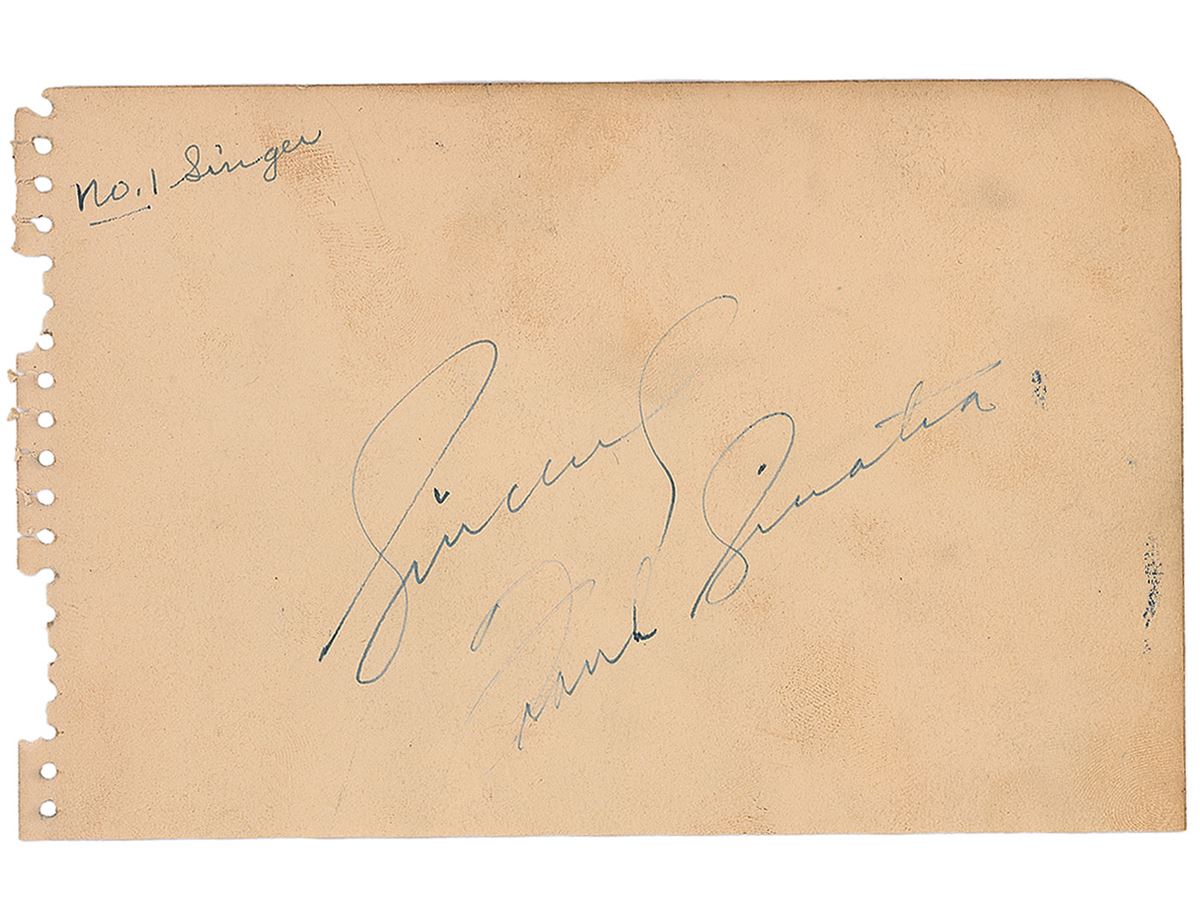 No. 1 Singer
Sincerely
Frank Sinatra